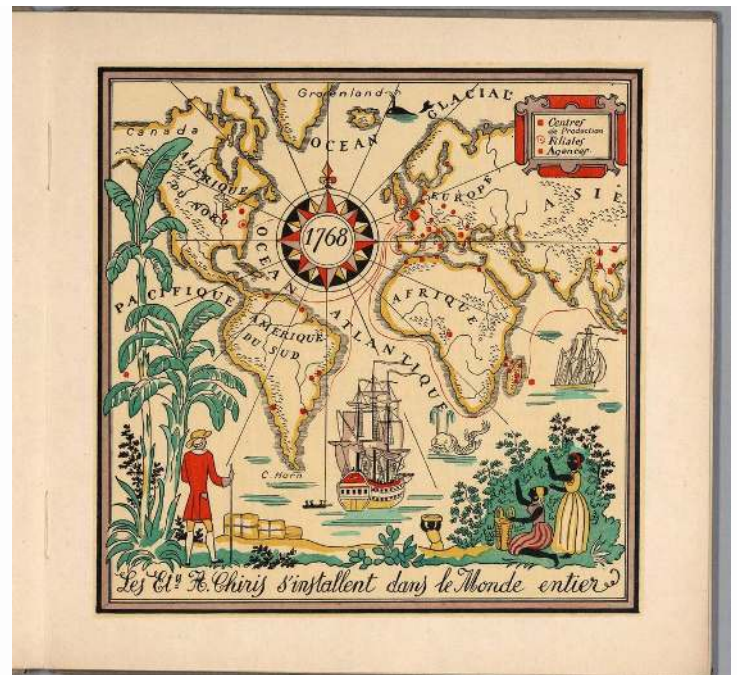 Groenland
GLACIAL
OCEAN
Canada
AMERIQUE
DU NORD
EUROPE
ASIE
Centres
de Production
Filiales
Agences
1768
OCEAN ATLANTIQUE
PACIFIQUE
AFRIQUE
AMERIQUE
DU SUD
C. Horn
Les Etṣ A. Chiris s'installent dans le Monde entier